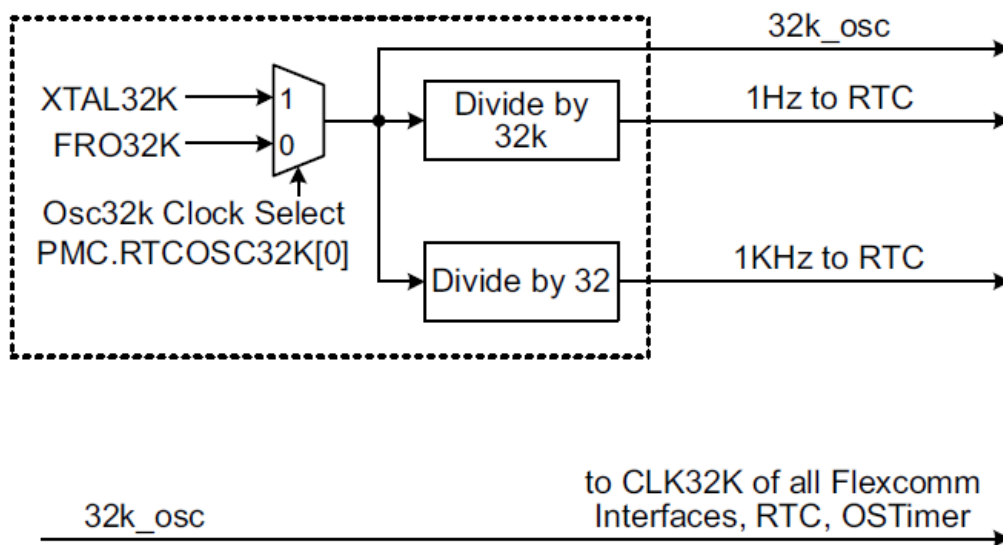 32k_osc
XTAL32K
1
Divide by
32k
1Hz to RTC
FRO32K
0
Osc32k Clock Select
PMC.RTCOSC32K[0]
Divide by 32
1KHz to RTC
32k_osc
to CLK32K of all Flexcomm
Interfaces, RTC, OSTimer